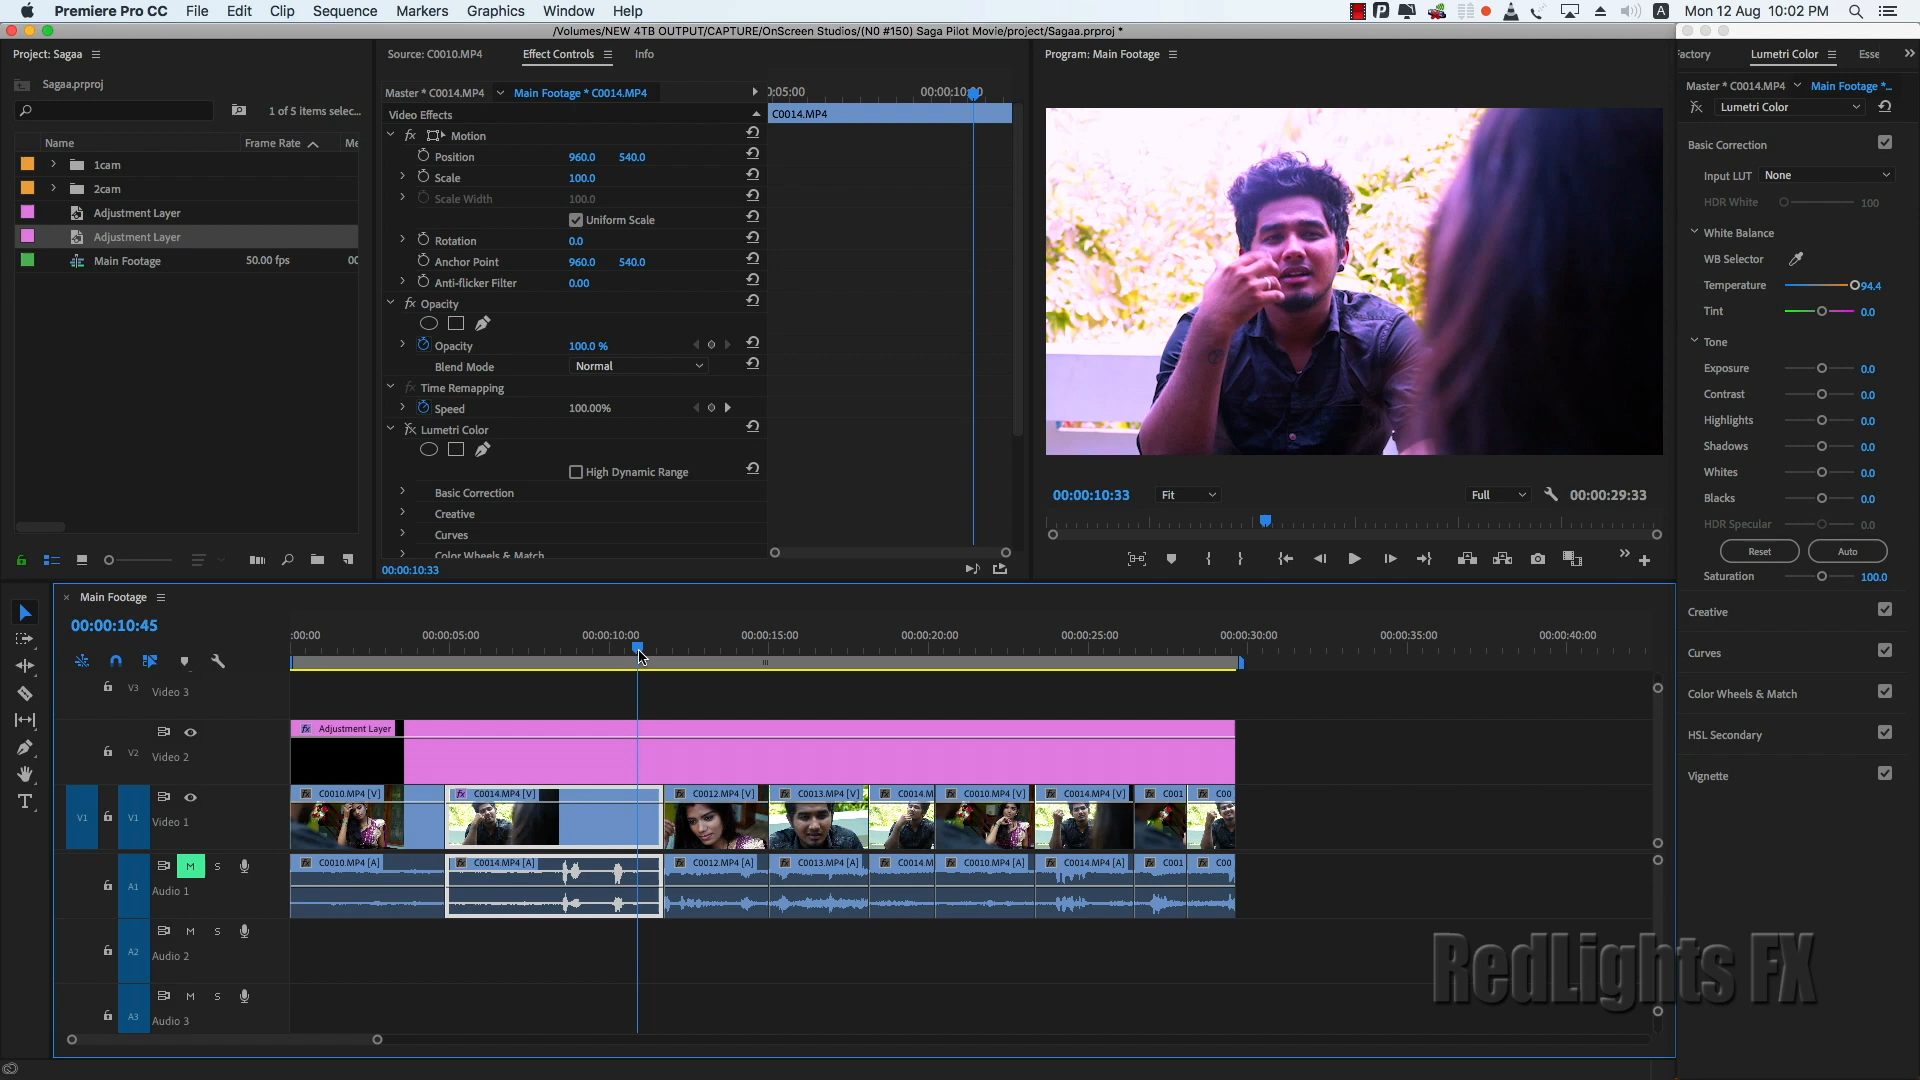 Premiere Pro CC File Edit Clip Sequence Markers Graphics Window Help Mon 12 Aug 10:02 PM
/Volumes/NEW 4TB OUTPUT/CAPTURE/OnScreen Studios/(N0 #150) Saga Pilot Movie/project/Sagaa.prproj *
Project: Sagaa
Sagaa.prproj
1 of 5 items selec...
Name Frame Rate Me
1cam
2cam
Adjustment Layer
Adjustment Layer
Main Footage 50.00 fps 00
Source: C0010.MP4 Effect Controls Info
Master * C0014.MP4 Main Footage * C0014.MP4
Video Effects
fx Motion
Position 960.0 540.0
Scale 100.0
Scale Width 100.0
Uniform Scale
Rotation 0.0
Anchor Point 960.0 540.0
Anti-flicker Filter 0.00
fx Opacity
Opacity 100.0 %
Blend Mode Normal
fx Time Remapping
Speed 100.00%
fx Lumetri Color
High Dynamic Range
Basic Correction
Creative
Curves
Color Wheels & Match
00:00:10:33
C0014.MP4
Program: Main Footage
00:00:10:33 Fit Full 00:00:29:33
Lumetri Color
Master * C0014.MP4 Main Footage *...
fx Lumetri Color
Basic Correction
Input LUT None
HDR White 100
White Balance
WB Selector
Temperature 94.4
Tint 0.0
Tone
Exposure 0.0
Contrast 0.0
Highlights 0.0
Shadows 0.0
Whites 0.0
Blacks 0.0
HDR Specular 0.0
Reset Auto
Saturation 100.0
Creative
Curves
Color Wheels & Match
HSL Secondary
Vignette
Main Footage
00:00:10:45
:00:00 00:00:05:00 00:00:10:00 00:00:15:00 00:00:20:00 00:00:25:00 00:00:30:00 00:00:35:00 00:00:40:00
V3 Video 3
fx Adjustment Layer
V2 Video 2
C0010.MP4 [V] C0014.MP4 [V] C0012.MP4 [V] C0013.MP4 [V] C0014.M C0010.MP4 [V] C0014.MP4 [V] C001 C00
V1 V1 Video 1
C0010.MP4 [A] C0014.MP4 [A] C0012.MP4 [A] C0013.MP4 [A] C0014.M C0010.MP4 [A] C0014.MP4 [A] C001 C00
M S
A1 Audio 1
M S
A2 Audio 2
M S
A3 Audio 3
RedLights FX